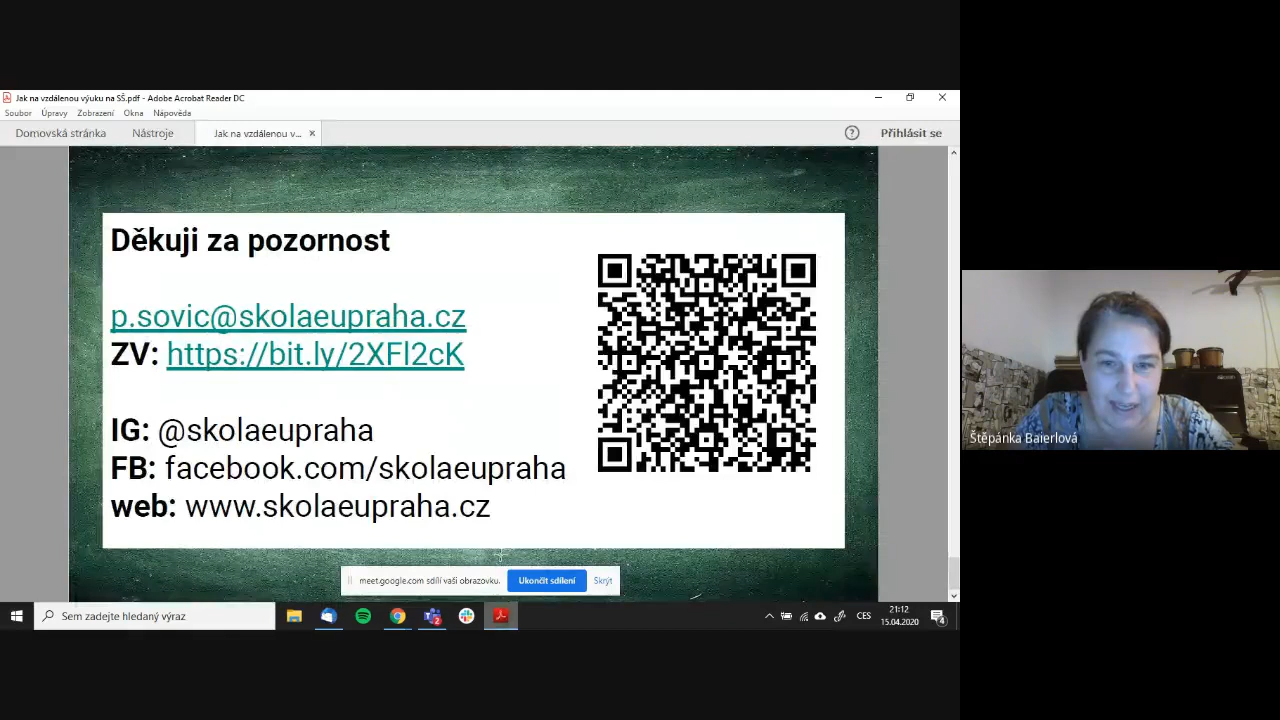 Jak na vzdálenou výuku na SŠ.pdf - Adobe Acrobat Reader DC
Soubor Úpravy Zobrazení Okna Nápověda
Domovská stránka Nástroje Jak na vzdálenou v... Přihlásit se
Děkuji za pozornost
p.sovic@skolaeupraha.cz
ZV: https://bit.ly/2XFl2cK
IG: @skolaeupraha
FB: facebook.com/skolaeupraha
web: www.skolaeupraha.cz
Štěpánka Baierlová
meet.google.com sdílí vaši obrazovku. Ukončit sdílení Skrýt
Sem zadejte hledaný výraz
2
CES
21:12
15.04.2020
4